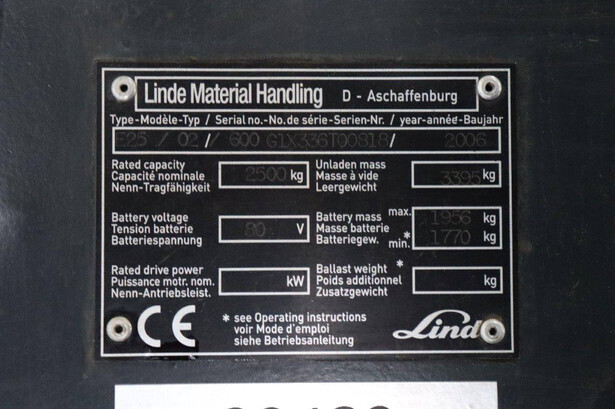 Linde Material Handling D - Aschaffenburg
Type-Modèle-Typ / Serial no.-No.de série-Serien-Nr. / year-année-Baujahr
E25 / 02 / 600 G1X336T00818 / 2006
Rated capacity
Capacité nominale 2500 kg
Nenn-Tragfähigkeit
Unladen mass
Masse à vide 3395 kg
Leergewicht
Battery voltage
Tension batterie 80 V
Batteriespannung
Battery mass max. 1956 kg
Masse batterie
Batteriegew. * min. 1770 kg
Rated drive power
Puissance motr. nom. kW
Nenn-Antriebsleist.
Ballast weight *
Poids additionnel kg
Zusatzgewicht
CE
* see Operating instructions
voir Mode d'emploi
siehe Betriebsanleitung
Linde